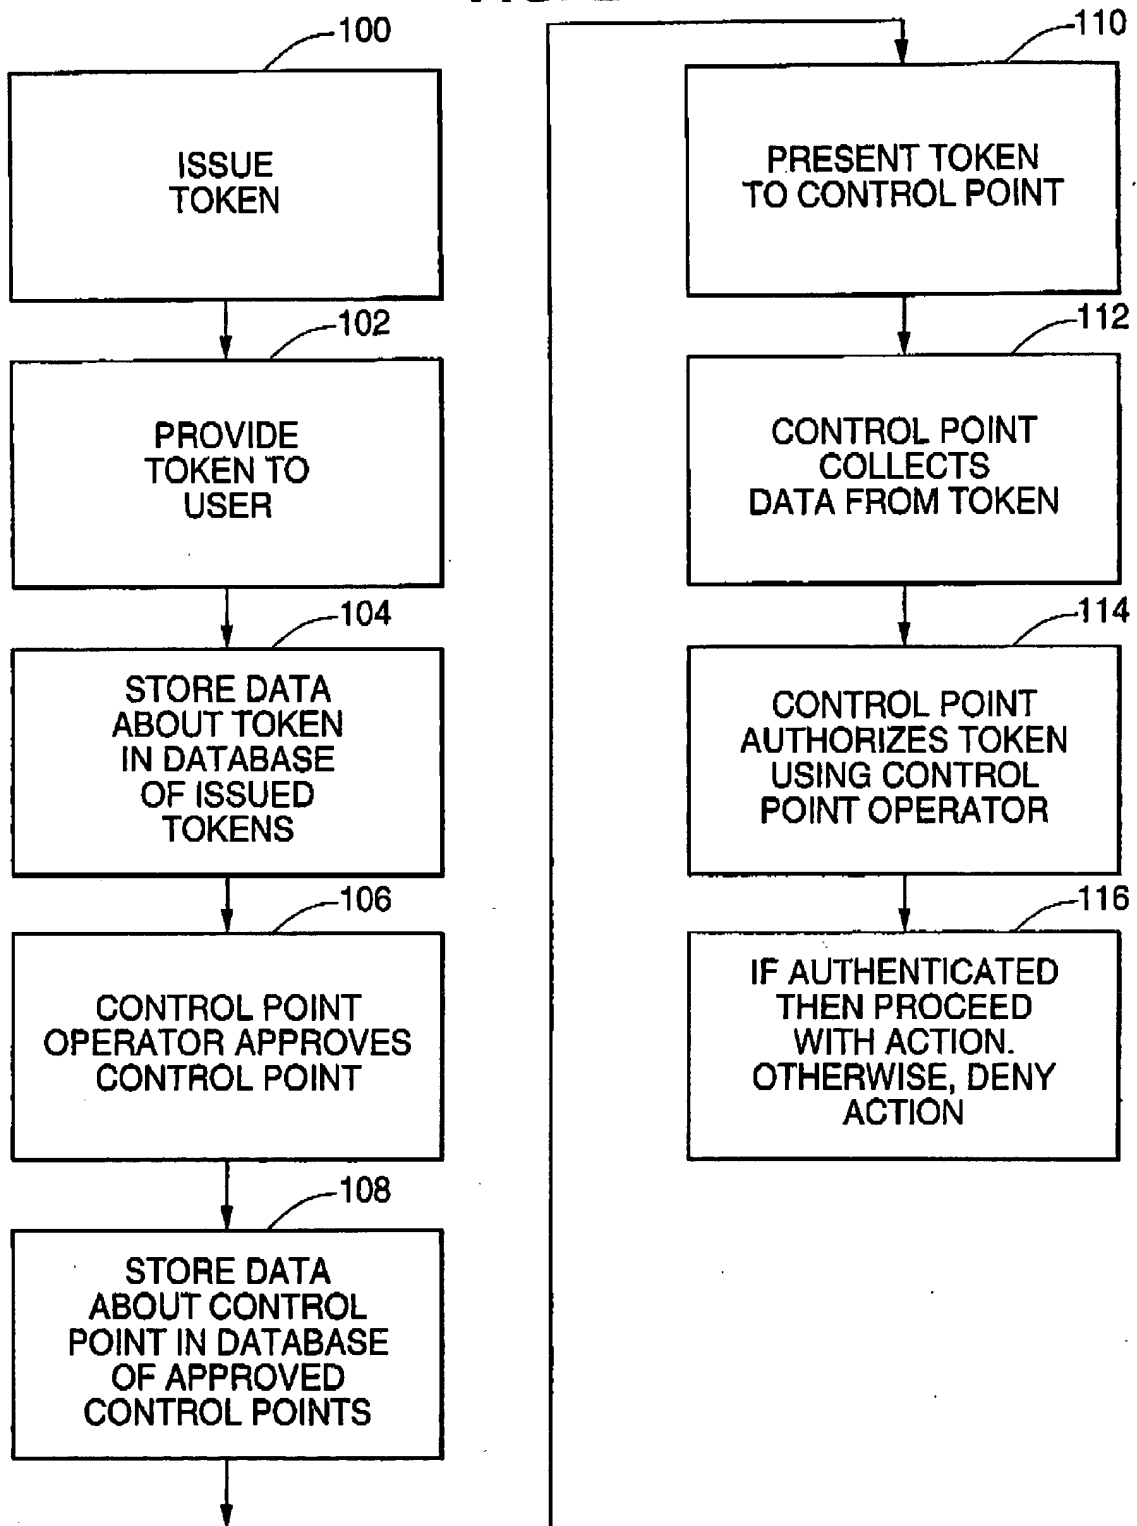 100
ISSUE
TOKEN
102
PROVIDE
TOKEN TO
USER
104
STORE DATA
ABOUT TOKEN
IN DATABASE
OF ISSUED
TOKENS
106
CONTROL POINT
OPERATOR APPROVES
CONTROL POINT
108
STORE DATA
ABOUT CONTROL
POINT IN DATABASE
OF APPROVED
CONTROL POINTS
110
PRESENT TOKEN
TO CONTROL POINT
112
CONTROL POINT
COLLECTS
DATA FROM TOKEN
114
CONTROL POINT
AUTHORIZES TOKEN
USING CONTROL
POINT OPERATOR
116
IF AUTHENTICATED
THEN PROCEED
WITH ACTION.
OTHERWISE, DENY
ACTION